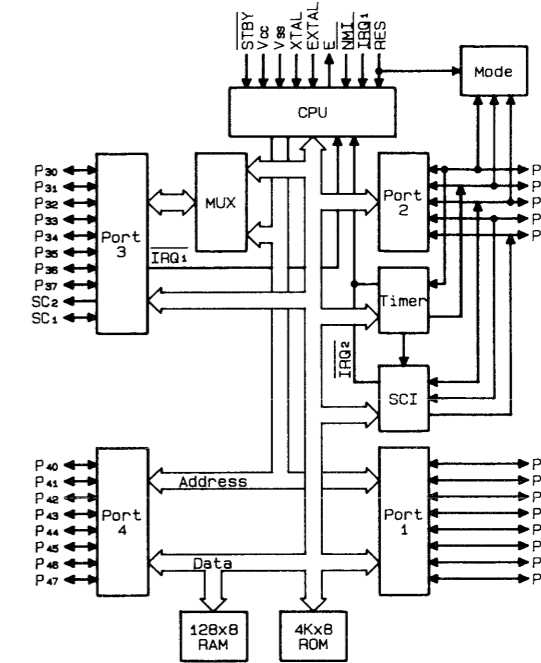 STBY
Vcc
Vss
XTAL
EXTAL
E
NMI
IRQ1
RES
Mode
CPU
P30
P31
P32
P33
P34
P35
P36
P37
SC2
SC1
Port
3
MUX
IRQ1
Port
2
P
P
P
P
P
Timer
IRQ2
SCI
P40
P41
P42
P43
P44
P45
P46
P47
Port
4
Address
Data
Port
1
P
P
P
P
P
P
P
P
128x8
RAM
4Kx8
ROM